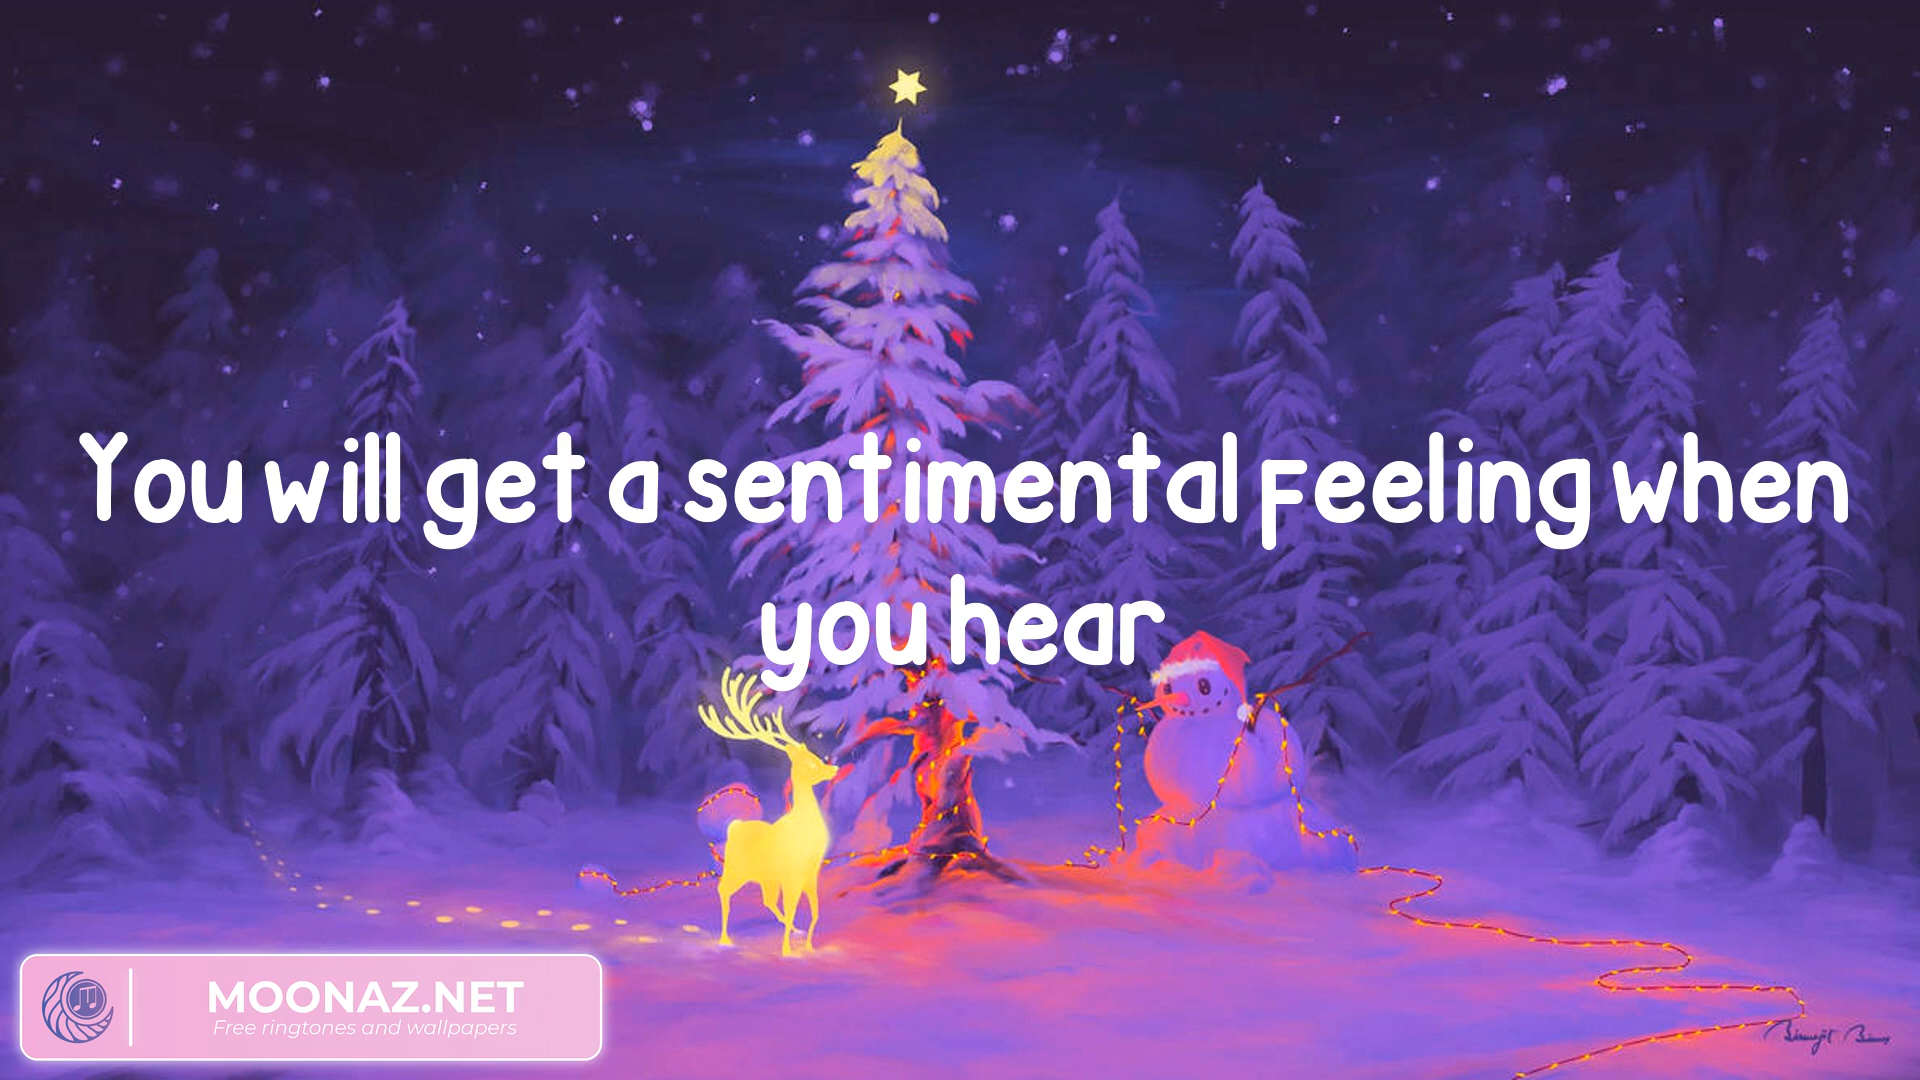 You will get a sentimental feeling when
you hear
MOONAZ.NET
Free ringtones and wallpapers